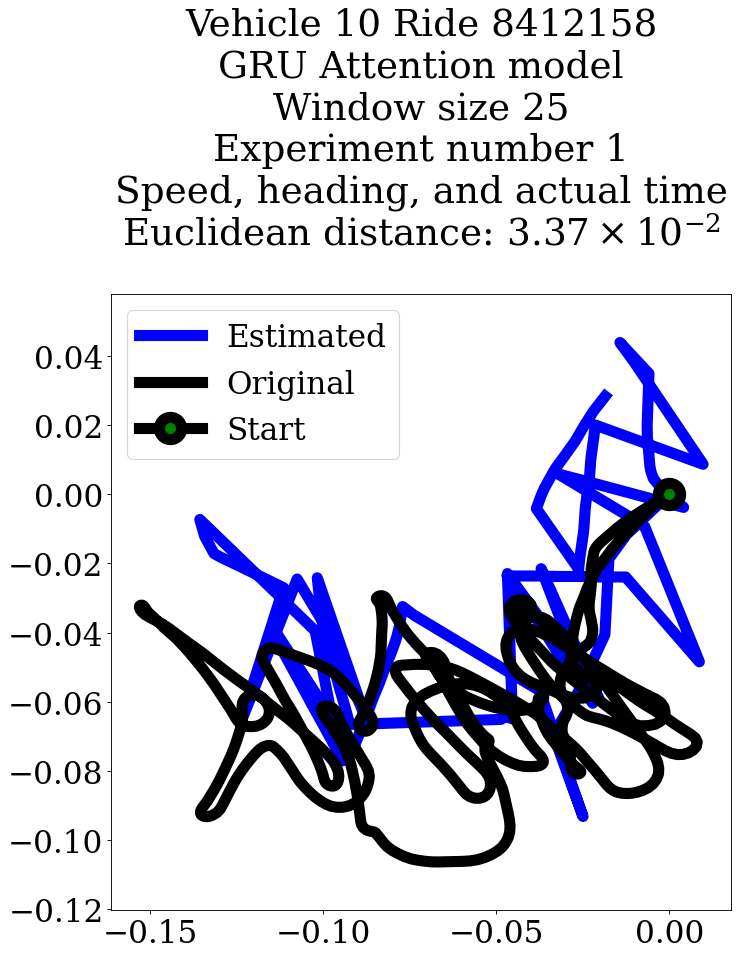 Vehicle 10 Ride 8412158
GRU Attention model
Window size 25
Experiment number 1
Speed, heading, and actual time
Euclidean distance: 3.37 × 10⁻²
Estimated
Original
Start
0.04
0.02
0.00
−0.02
−0.04
−0.06
−0.08
−0.10
−0.12
−0.15
−0.10
−0.05
0.00